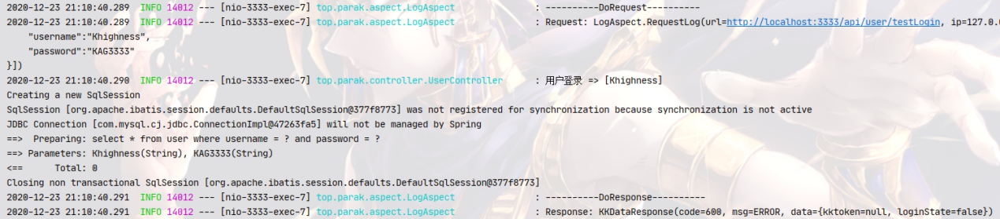 2020-12-23 21:10:40.289  INFO 14012 --- [nio-3333-exec-7] top.parak.aspect.LogAspect               : ----------DoRequest----------
2020-12-23 21:10:40.289  INFO 14012 --- [nio-3333-exec-7] top.parak.aspect.LogAspect               : Request: LogAspect.RequestLog(url=http://localhost:3333/api/user/testLogin, ip=127.0.
    "username":"Khighness",
    "password":"KAG3333"
}])
2020-12-23 21:10:40.290  INFO 14012 --- [nio-3333-exec-7] top.parak.controller.UserController      : 用户登录 => [Khighness]
Creating a new SqlSession
SqlSession [org.apache.ibatis.session.defaults.DefaultSqlSession@377f8773] was not registered for synchronization because synchronization is not active
JDBC Connection [com.mysql.cj.jdbc.ConnectionImpl@47263fa5] will not be managed by Spring
==>  Preparing: select * from user where username = ? and password = ?
==> Parameters: Khighness(String), KAG3333(String)
<==      Total: 0
Closing non transactional SqlSession [org.apache.ibatis.session.defaults.DefaultSqlSession@377f8773]
2020-12-23 21:10:40.291  INFO 14012 --- [nio-3333-exec-7] top.parak.aspect.LogAspect               : ----------DoResponse----------
2020-12-23 21:10:40.291  INFO 14012 --- [nio-3333-exec-7] top.parak.aspect.LogAspect               : Response: KKDataResponse(code=600, msg=ERROR, data={kktoken=null, loginState=false})